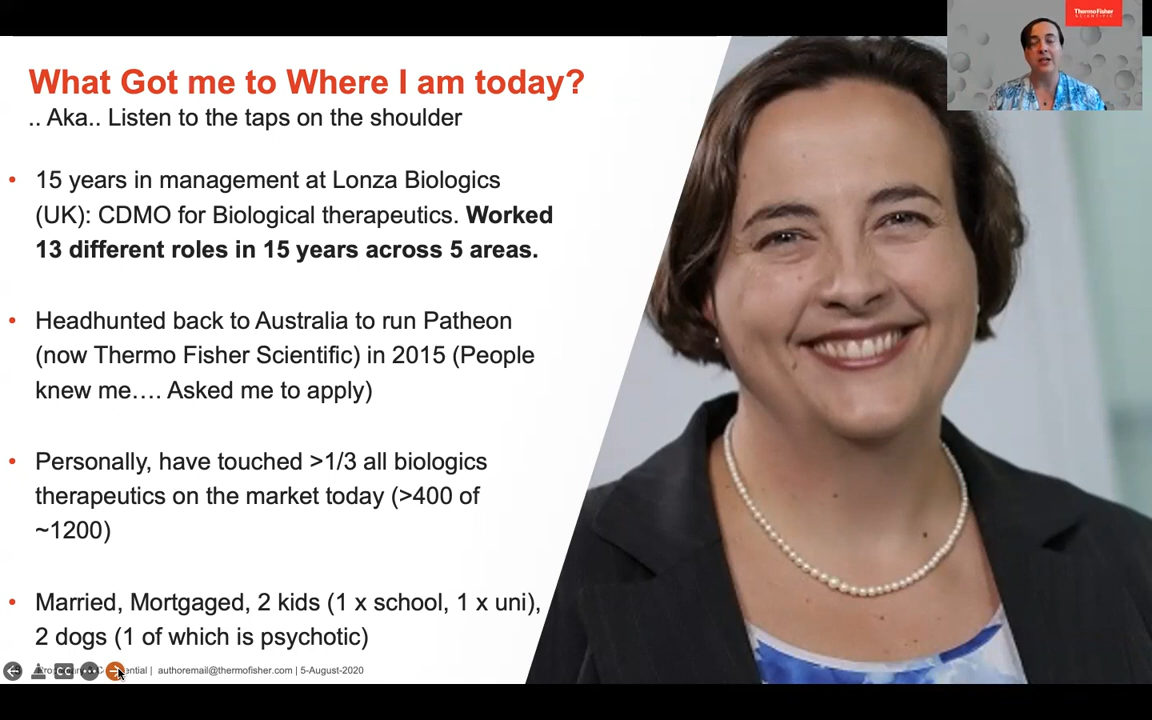 ThermoFisher
SCIENTIFIC
What Got me to Where I am today?
.. Aka.. Listen to the taps on the shoulder
• 15 years in management at Lonza Biologics
(UK): CDMO for Biological therapeutics. Worked
13 different roles in 15 years across 5 areas.
• Headhunted back to Australia to run Patheon
(now Thermo Fisher Scientific) in 2015 (People
knew me…. Asked me to apply)
• Personally, have touched >1/3 all biologics
therapeutics on the market today (>400 of
~1200)
• Married, Mortgaged, 2 kids (1 x school, 1 x uni),
2 dogs (1 of which is psychotic)
CC
ential | authoremail@thermofisher.com | 5-August-2020